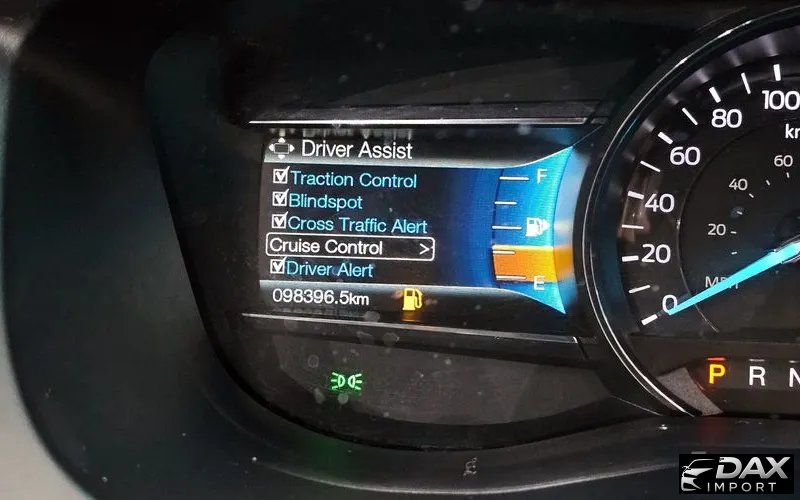 Driver Assist
Traction Control
Blindspot
Cross Traffic Alert
Cruise Control >
Driver Alert
098396.5km
F
E
100
80
60
40
20
0
km
60
40
20
P R N
DAX
IMPORT